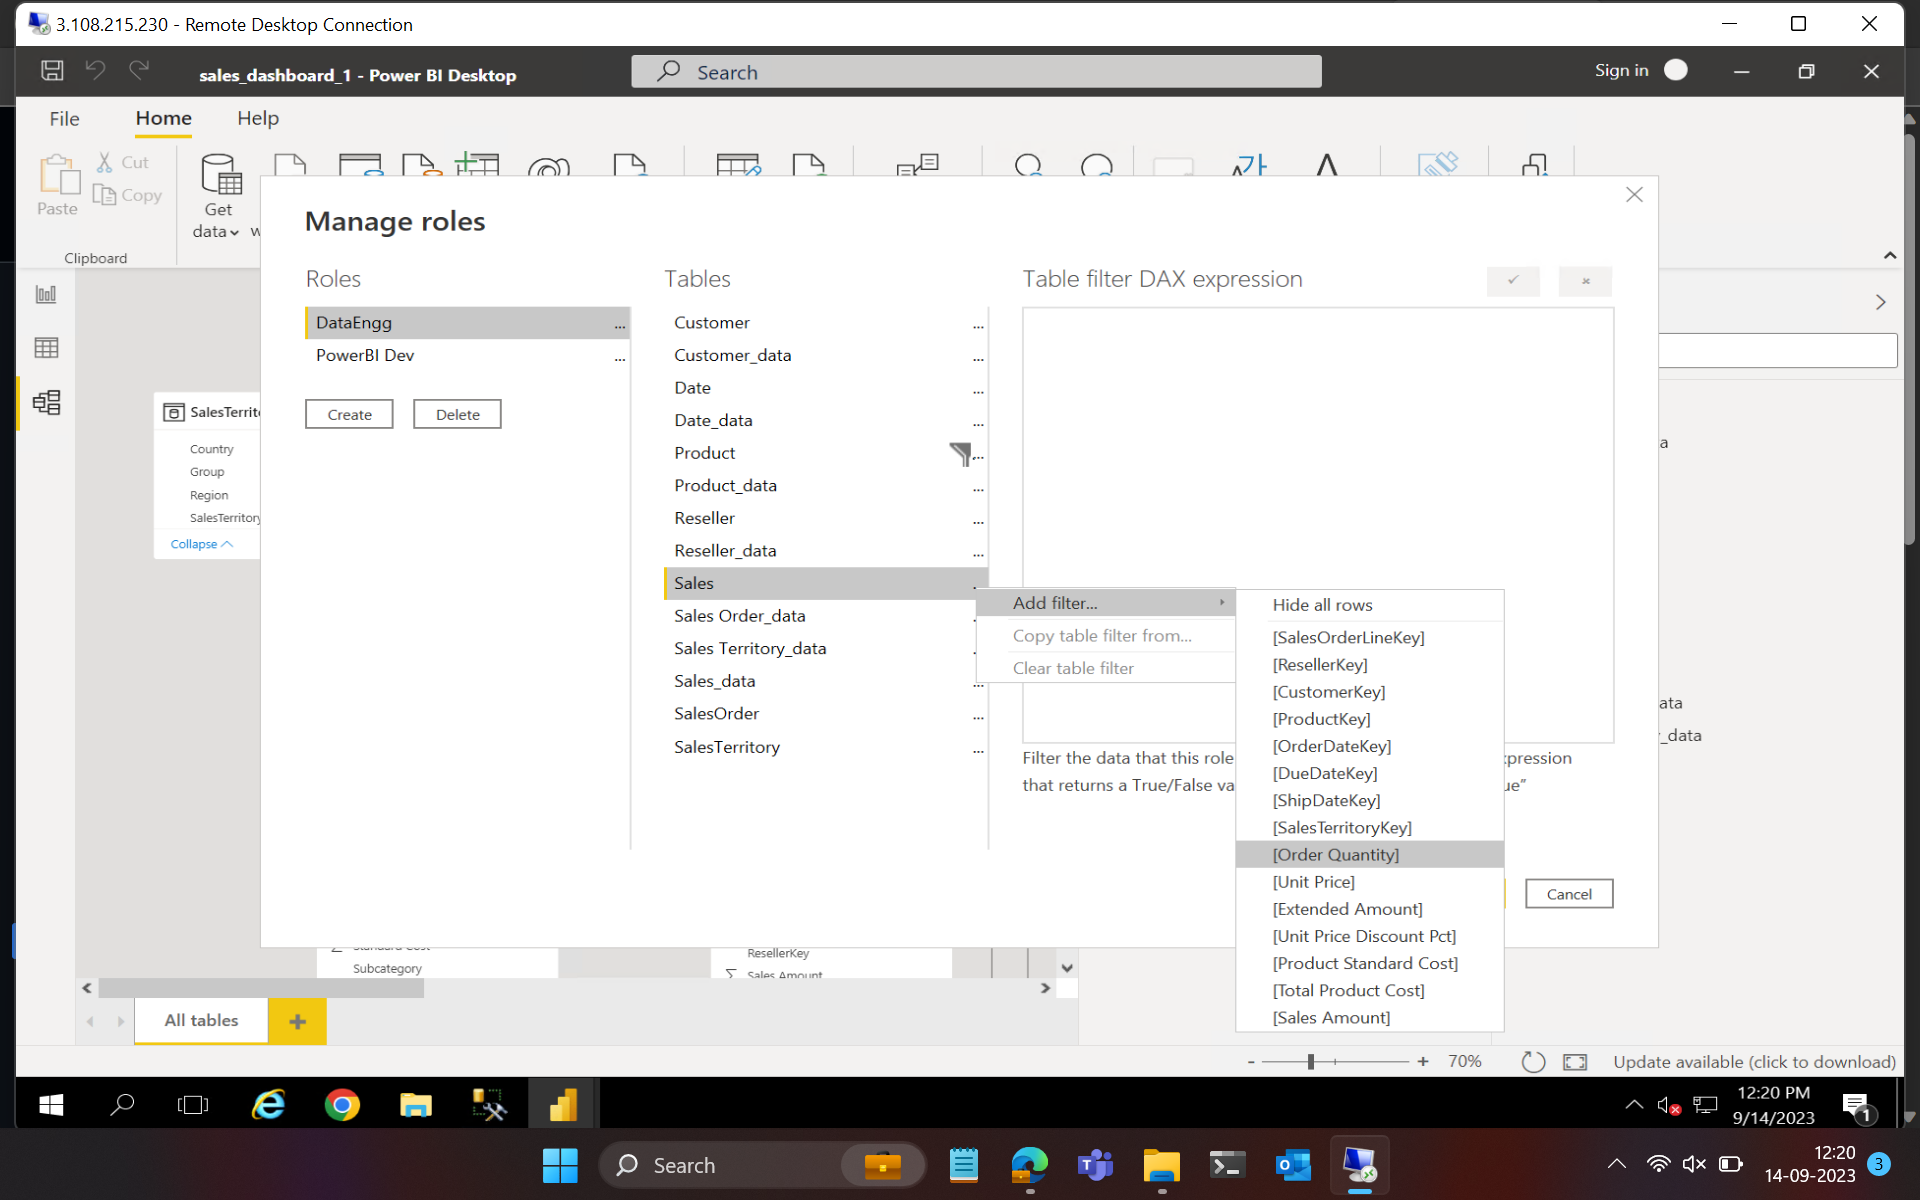 3.108.215.230 - Remote Desktop Connection
sales_dashboard_1 - Power BI Desktop
Search
Sign in
File
Home
Help
Paste
Cut
Copy
Clipboard
Get
data
w
Manage roles
Roles
DataEngg
...
PowerBI Dev
...
Create
Delete
Tables
Customer
...
Customer_data
...
Date
...
Date_data
...
Product
...
Product_data
...
Reseller
...
Reseller_data
...
Sales
Sales Order_data
Sales Territory_data
Sales_data
...
SalesOrder
...
SalesTerritory
...
Table filter DAX expression
Add filter...
Copy table filter from...
Clear table filter
Hide all rows
[SalesOrderLineKey]
[ResellerKey]
[CustomerKey]
[ProductKey]
[OrderDateKey]
[DueDateKey]
[ShipDateKey]
[SalesTerritoryKey]
[Order Quantity]
[Unit Price]
[Extended Amount]
[Unit Price Discount Pct]
[Product Standard Cost]
[Total Product Cost]
[Sales Amount]
Filter the data that this role
pression
that returns a True/False va
ue"
Cancel
SalesTerrito
Country
Group
Region
SalesTerritory
Collapse
a
ata
_data
Standard Cost
Subcategory
ResellerKey
Sales Amount
All tables
+
- + 70%
Update available (click to download)
12:20 PM
9/14/2023
1
Search
12:20
14-09-2023
3